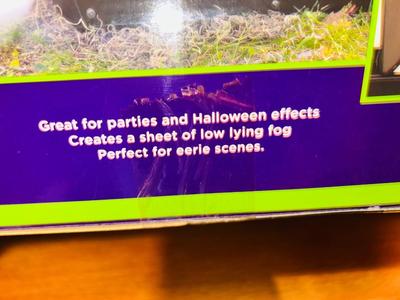 Great for parties and Halloween effects
Creates a sheet of low lying fog
Perfect for eerie scenes.